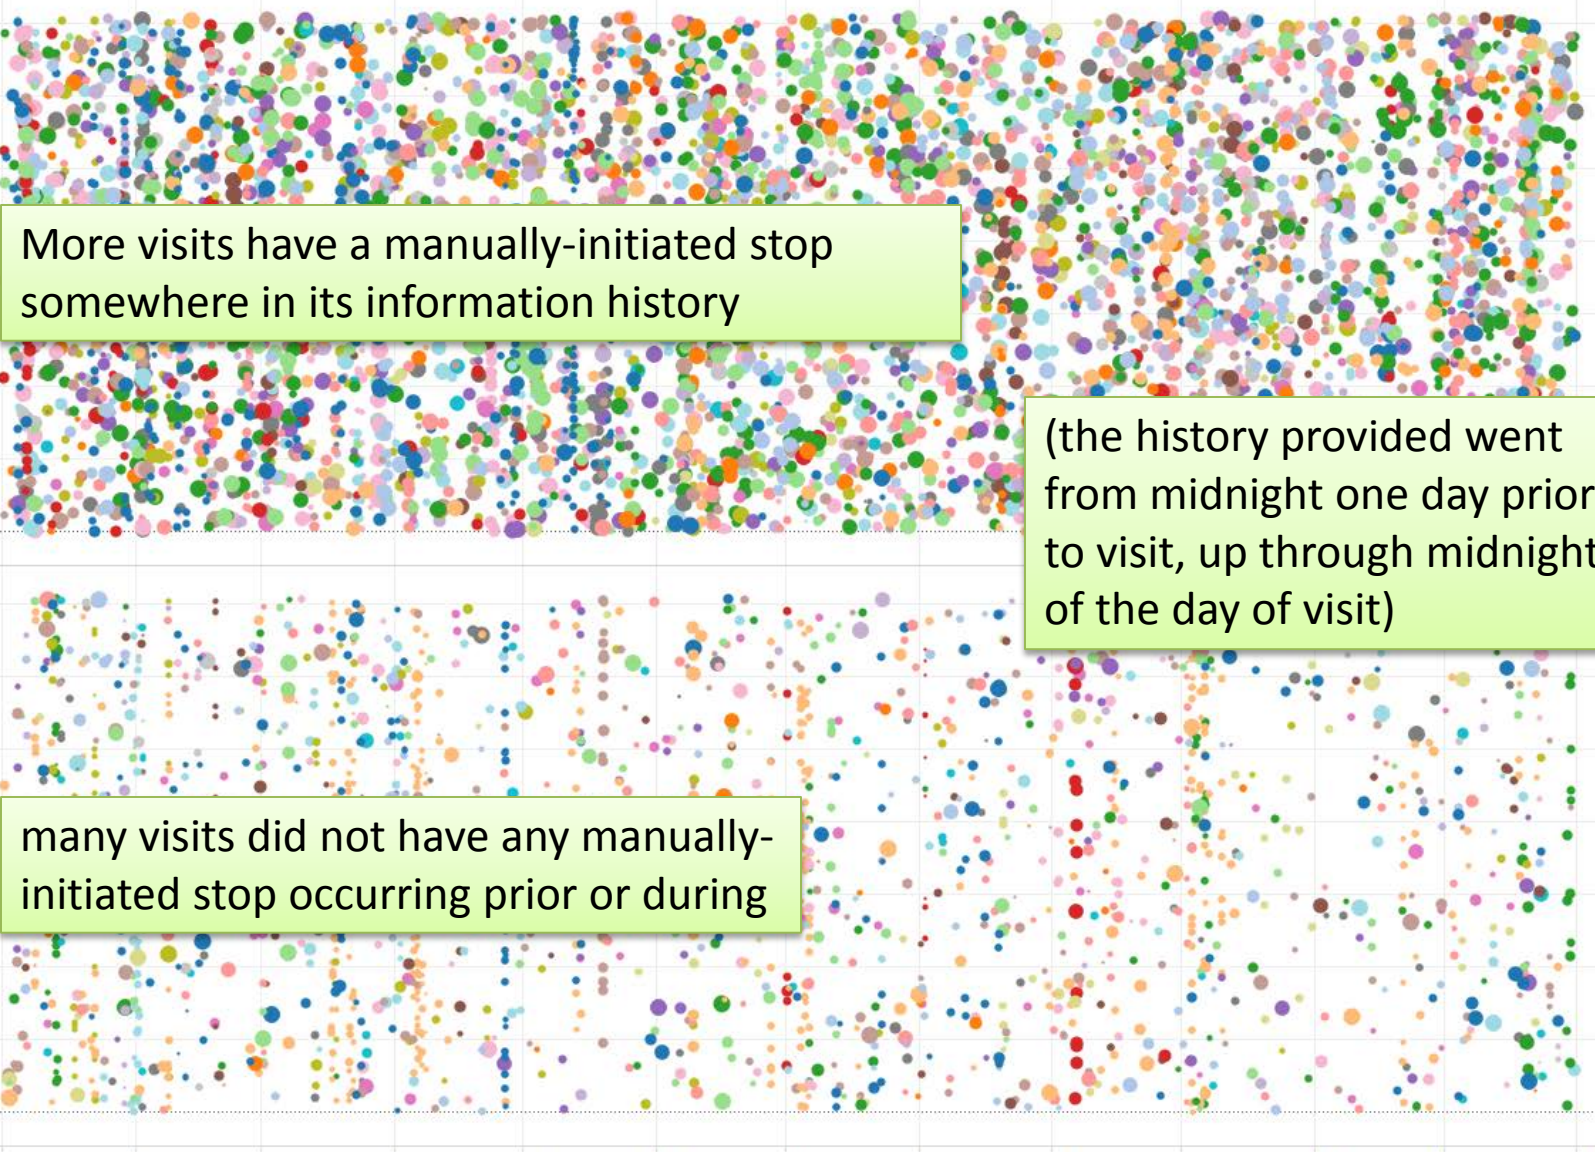 More visits have a manually-initiated stop
somewhere in its information history
(the history provided went
from midnight one day prior
to visit, up through midnight
of the day of visit)
many visits did not have any manually-
initiated stop occurring prior or during